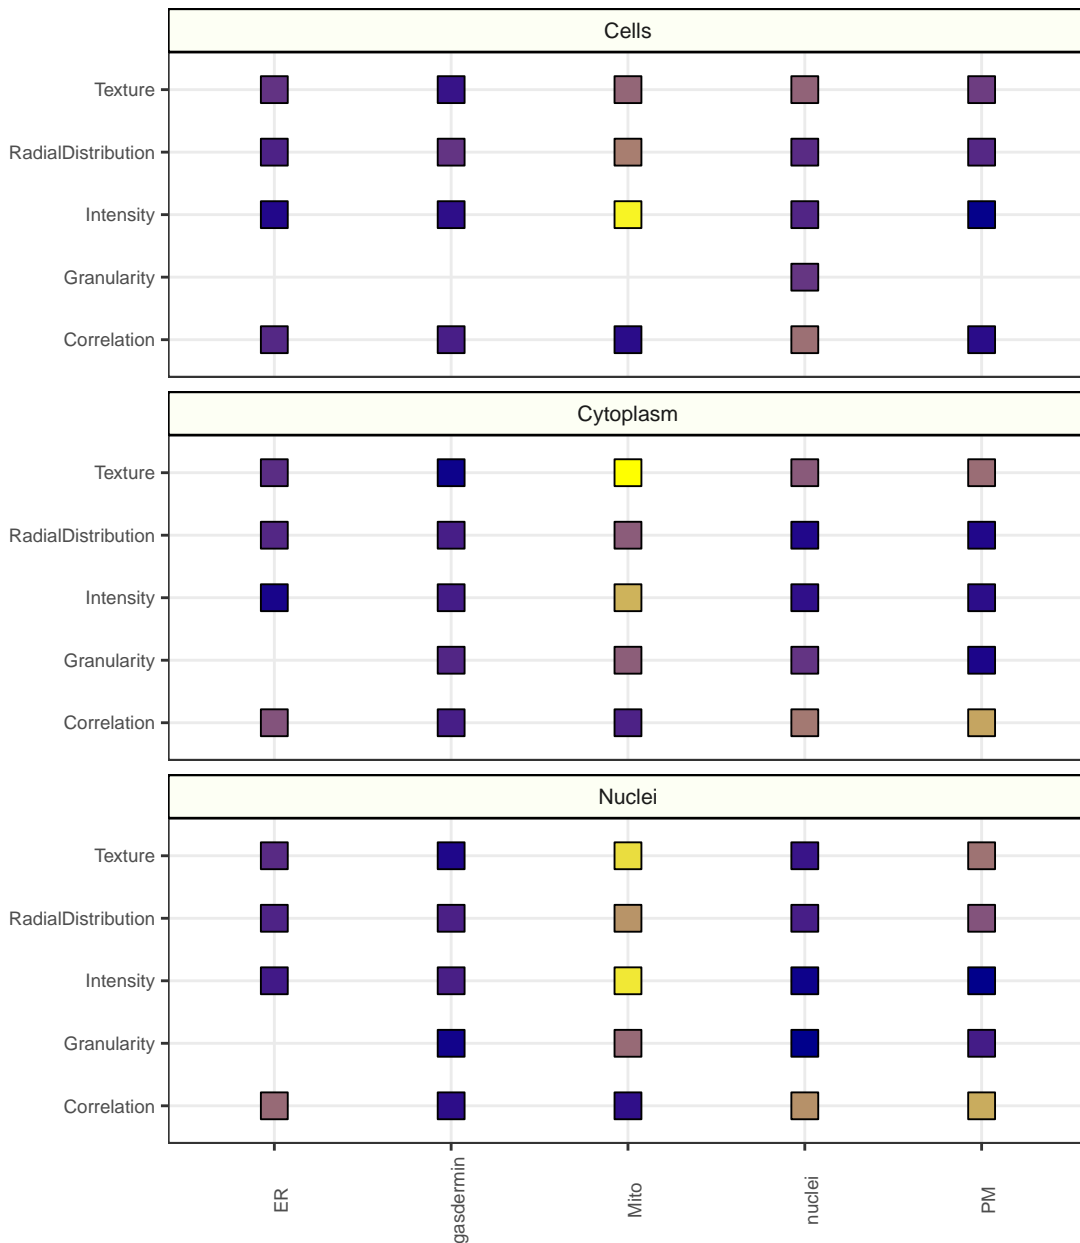 Cells
Texture
RadialDistribution
Intensity
Granularity
Correlation
Cytoplasm
Texture
RadialDistribution
Intensity
Granularity
Correlation
Nuclei
Texture
RadialDistribution
Intensity
Granularity
Correlation
ER
gasdermin
Mito
nuclei
PM